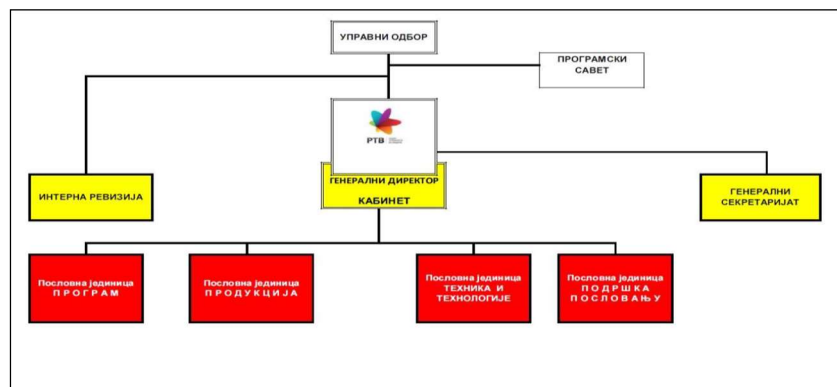 УПРАВНИ ОДБОР
ПРОГРАМСКИ
САВЕТ
РТВ
ГЕНЕРАЛНИ ДИРЕКТОР
КАБИНЕТ
ИНТЕРНА РЕВИЗИЈА
ГЕНЕРАЛНИ
СЕКРЕТАРИЈАТ
Пословна јединица
П Р О Г Р А М
Пословна јединица
П Р О Д У К Ц И Ј А
Пословна јединица
ТЕХНИКА И
ТЕХНОЛОГИЈЕ
Пословна јединица
П О Д Р Ш К А
П О С Л О В А Њ У